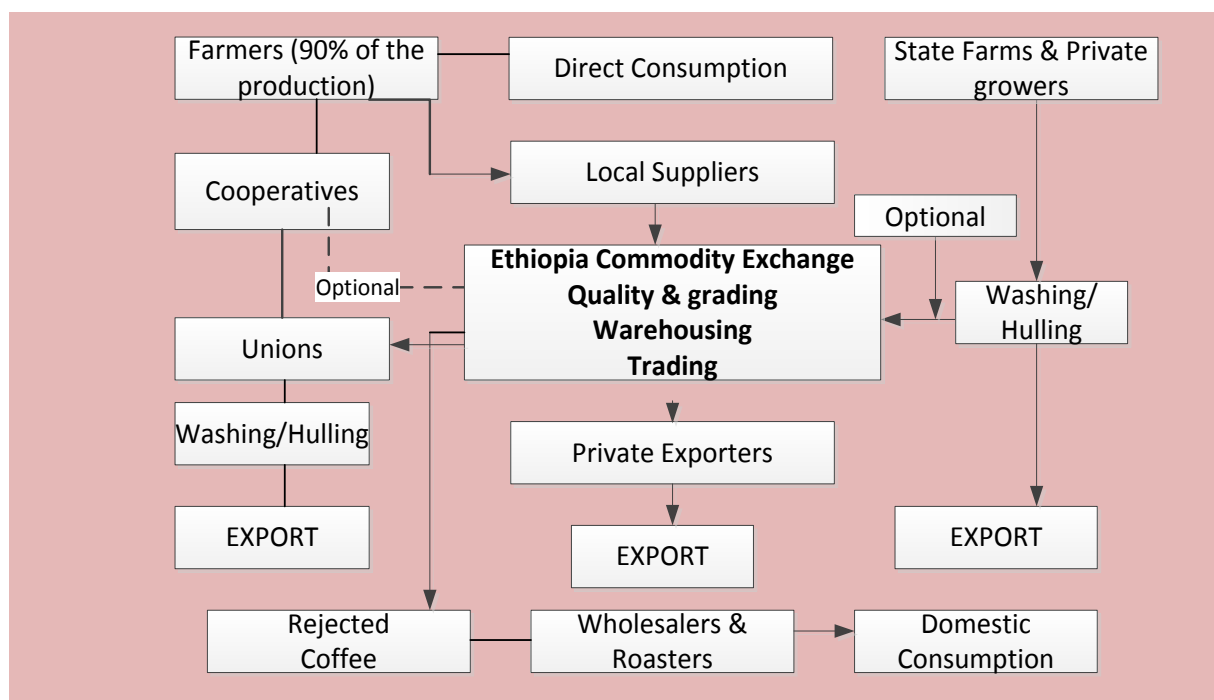 Farmers (90% of the
production)
Direct Consumption
State Farms & Private
growers
Cooperatives
Local Suppliers
Optional
Ethiopia Commodity Exchange
Quality & grading
Warehousing
Trading
Optional
Washing/
Hulling
Unions
Washing/Hulling
Private Exporters
EXPORT
EXPORT
EXPORT
Rejected
Coffee
Wholesalers &
Roasters
Domestic
Consumption